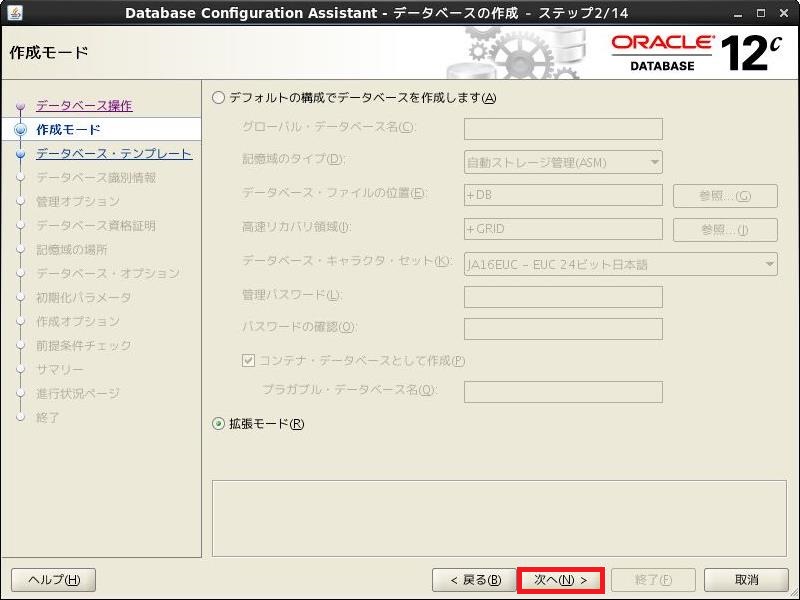 Database Configuration Assistant - データベースの作成 - ステップ2/14
作成モード
ORACLE
DATABASE
12c
データベース操作
作成モード
データベース・テンプレート
データベース識別情報
管理オプション
データベース資格証明
記憶域の場所
データベース・オプション
初期化パラメータ
作成オプション
前提条件チェック
サマリー
進行状況ページ
終了
デフォルトの構成でデータベースを作成します(A)
グローバル・データベース名(C):
記憶域のタイプ(D): 自動ストレージ管理(ASM)
データベース・ファイルの位置(E): +DB 参照...(G)
高速リカバリ領域(I): +GRID 参照...(J)
データベース・キャラクタ・セット(K): JA16EUC - EUC 24ビット日本語
管理パスワード(L):
パスワードの確認(O):
コンテナ・データベースとして作成(P)
プラガブル・データベース名(Q):
拡張モード(R)
ヘルプ(H)
< 戻る(B) 次へ(N) > 終了(F) 取消